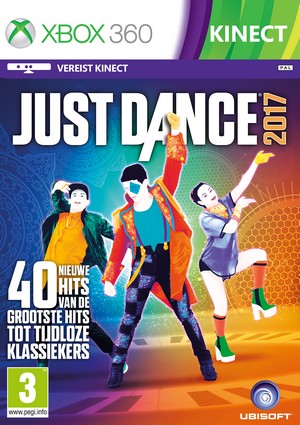 XBOX 360
KINECT
VEREIST KINECT
PAL
JUST DANCE
2017
40 NIEUWE
HITS
VAN DE
GROOTSTE HITS
TOT TIJDLOZE
KLASSIEKERS
3
www.pegi.info
UBISOFT